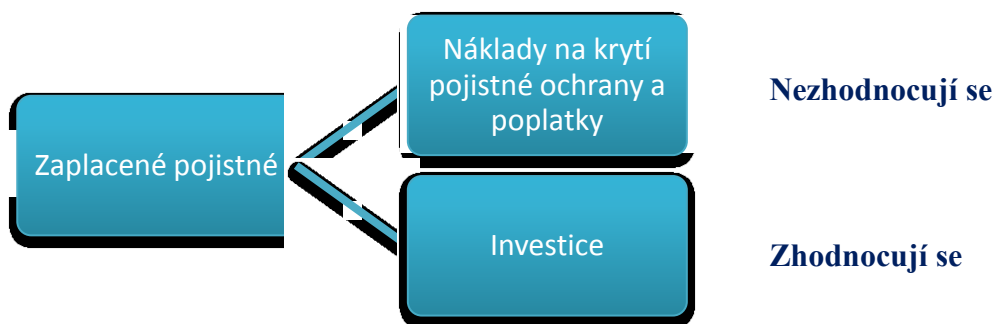 Náklady na krytí
pojistné ochrany a
poplatky
Nezhodnocují se
Zaplacené pojistné
Investice
Zhodnocují se